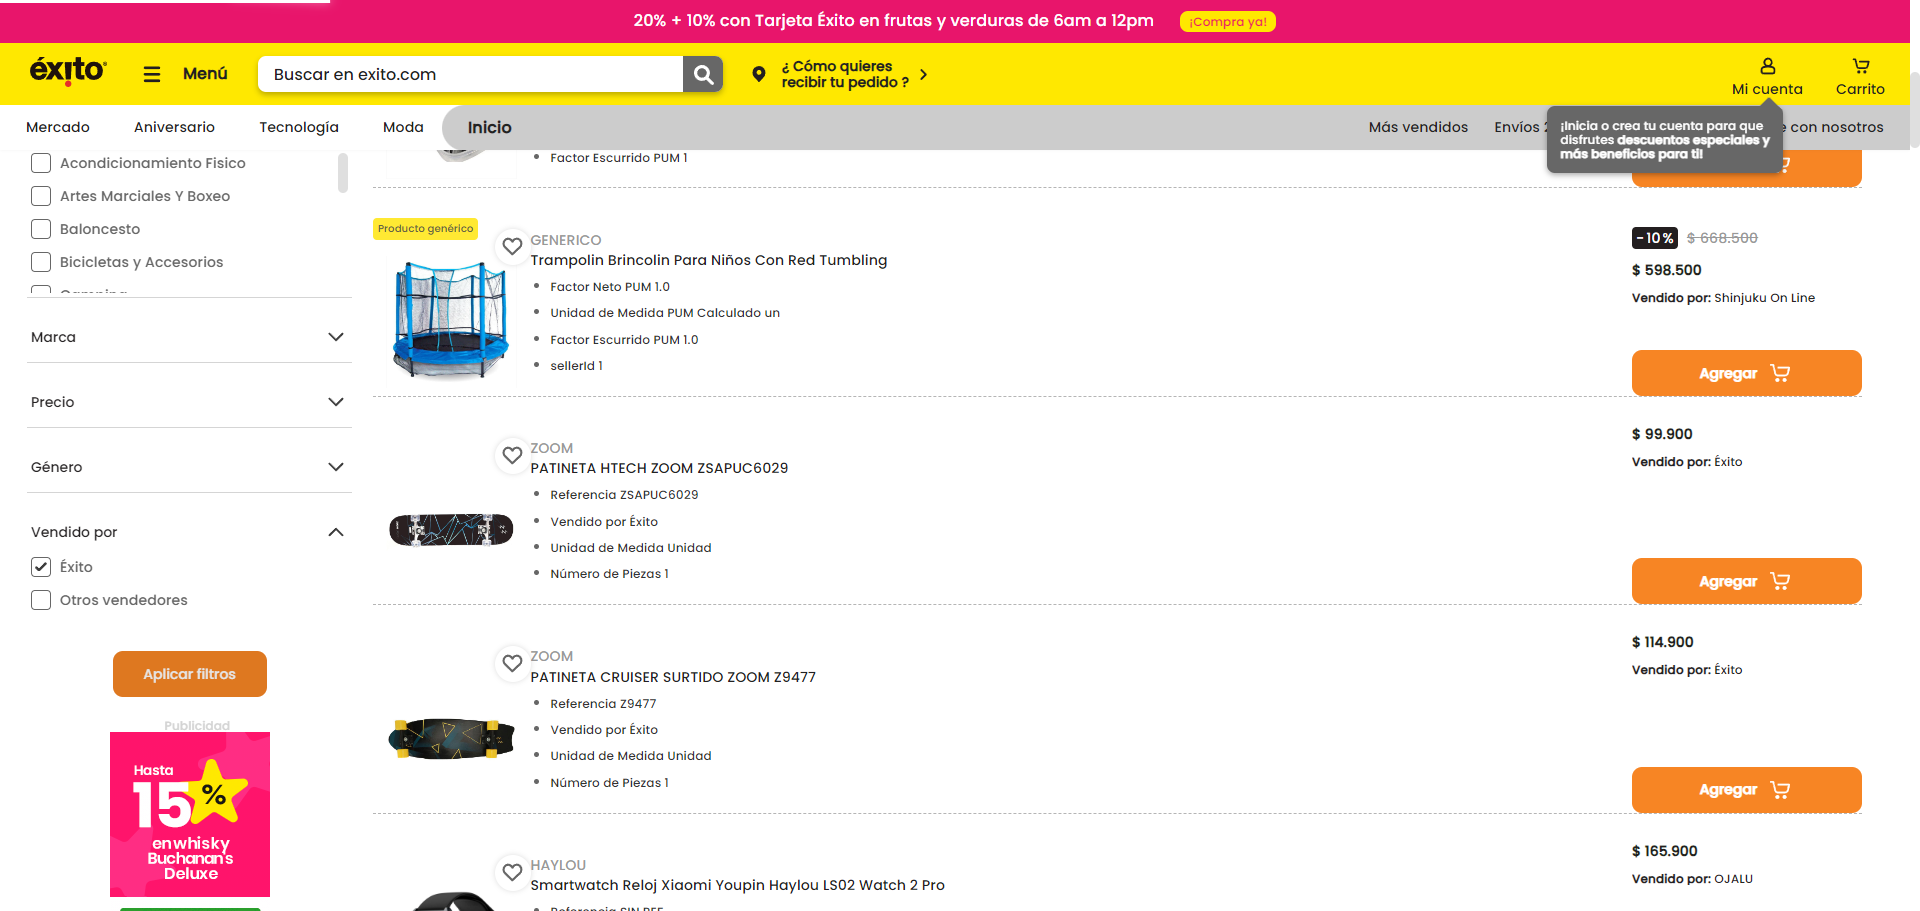 20% + 10% con Tarjeta Éxito en frutas y verduras de 6am a 12pm
¡Compra ya!
éxito
Menú
Buscar en exito.com
¿ Cómo quieres
recibir tu pedido ?
Mi cuenta
Carrito
Mercado
Aniversario
Tecnología
Moda
Inicio
Más vendidos
Envíos
con nosotros
¡Inicia o crea tu cuenta para que
disfrutes descuentos especiales y
más beneficios para ti!
Acondicionamiento Fisico
Artes Marciales Y Boxeo
Baloncesto
Bicicletas y Accesorios
Marca
Precio
Género
Vendido por
Éxito
Otros vendedores
Aplicar filtros
Publicidad
Hasta
15%
en whisky
Buchanan's
Deluxe
Factor Escurrido PUM 1
Producto genérico
GENERICO
Trampolin Brincolin Para Niños Con Red Tumbling
Factor Neto PUM 1.0
Unidad de Medida PUM Calculado un
Factor Escurrido PUM 1.0
sellerId 1
-10%
$ 668.500
$ 598.500
Vendido por: Shinjuku On Line
Agregar
ZOOM
PATINETA HTECH ZOOM ZSAPUC6029
Referencia ZSAPUC6029
Vendido por Éxito
Unidad de Medida Unidad
Número de Piezas 1
$ 99.900
Vendido por: Éxito
Agregar
ZOOM
PATINETA CRUISER SURTIDO ZOOM Z9477
Referencia Z9477
Vendido por Éxito
Unidad de Medida Unidad
Número de Piezas 1
$ 114.900
Vendido por: Éxito
Agregar
HAYLOU
Smartwatch Reloj Xiaomi Youpin Haylou LS02 Watch 2 Pro
Referencia SIN REF
$ 165.900
Vendido por: OJALU